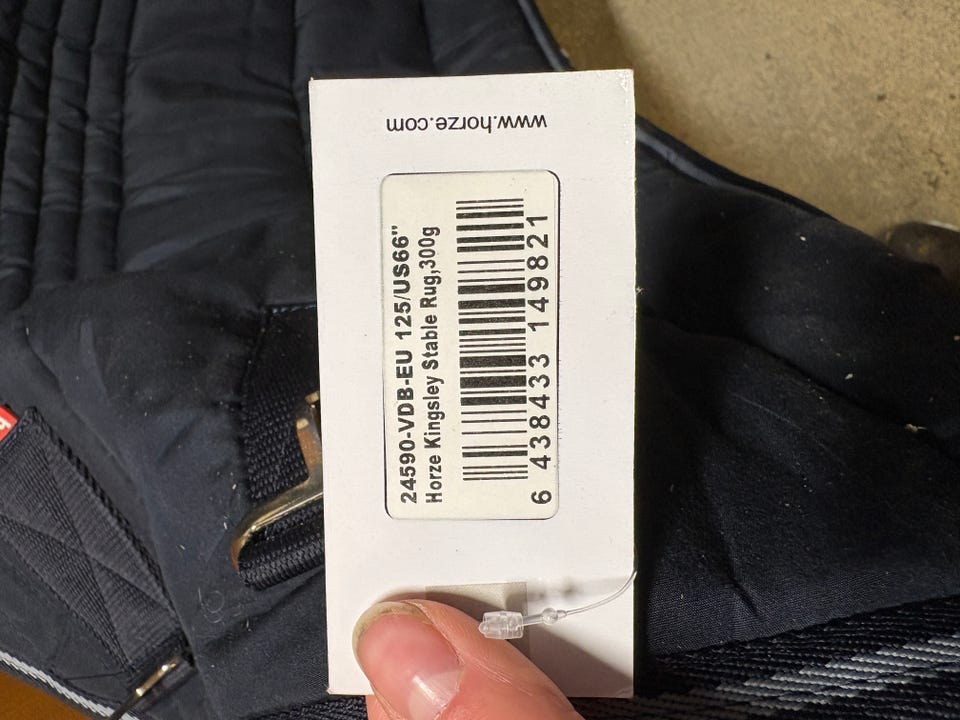 www.horze.com
24590-VDB-EU 125/US66"
Horze Kingsley Stable Rug,300g
6 438433 149821